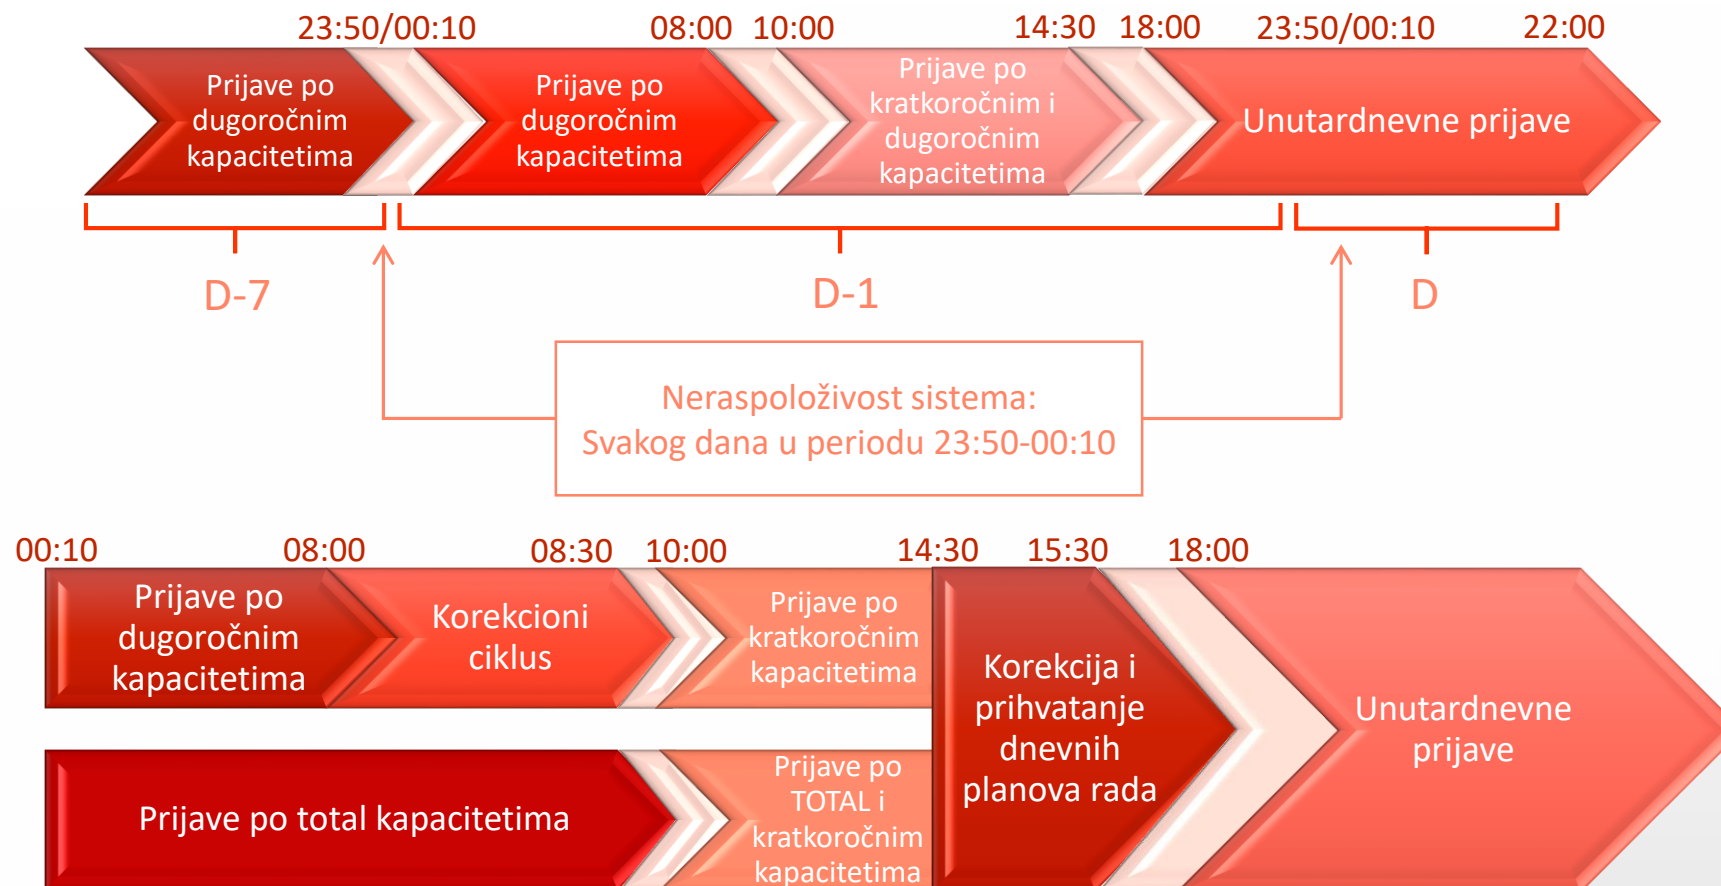 23:50/00:10 08:00 10:00 14:30 18:00 23:50/00:10 22:00
Prijave po
dugoročnim
kapacitetima
Prijave po
dugoročnim
kapacitetima
Prijave po
kratkoročnim i
dugoročnim
kapacitetima
Unutardnevne prijave
D-7
D-1
D
Neraspoloživost sistema:
Svakog dana u periodu 23:50-00:10
00:10 08:00 08:30 10:00 14:30 15:30 18:00
Prijave po
dugoročnim
kapacitetima
Korekcioni
ciklus
Prijave po
kratkoročnim
kapacitetima
Prijave po total kapacitetima
Prijave po
TOTAL i
kratkoročnim
kapacitetima
Korekcija i
prihvatanje
dnevnih
planova rada
Unutardnevne
prijave